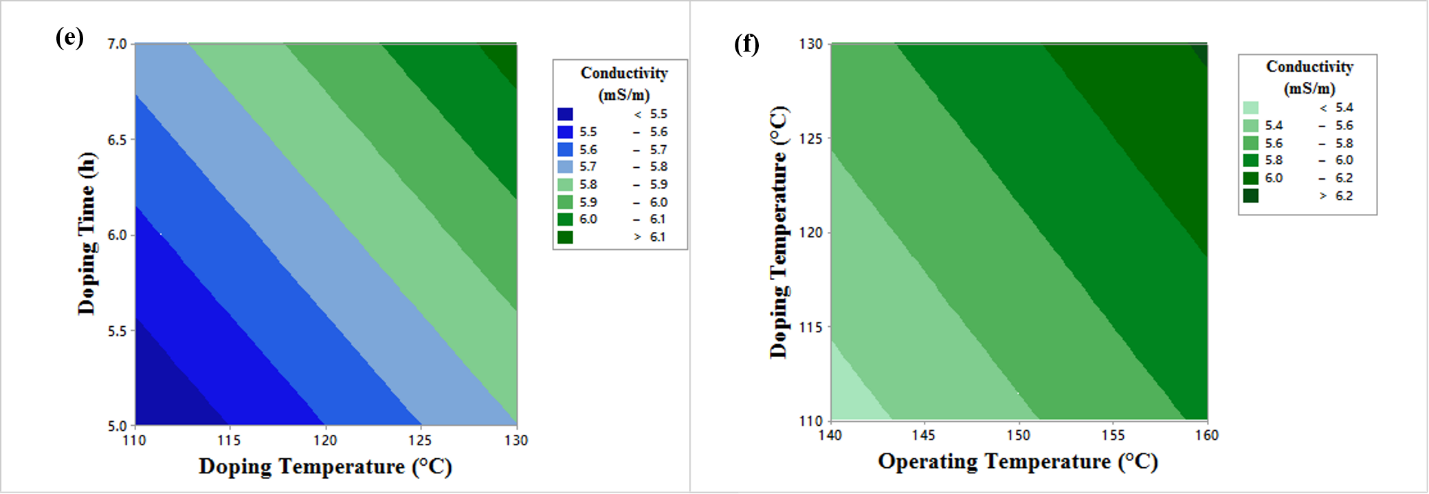 (e)
Doping Time (h)
7.0
6.5
6.0
5.5
5.0
110 115 120 125 130
Doping Temperature (°C)
Conductivity
(mS/m)
< 5.5
5.5 – 5.6
5.6 – 5.7
5.7 – 5.8
5.8 – 5.9
5.9 – 6.0
6.0 – 6.1
> 6.1
(f)
Doping Temperature (°C)
130
125
120
115
110
140 145 150 155 160
Operating Temperature (°C)
Conductivity
(mS/m)
< 5.4
5.4 – 5.6
5.6 – 5.8
5.8 – 6.0
6.0 – 6.2
> 6.2